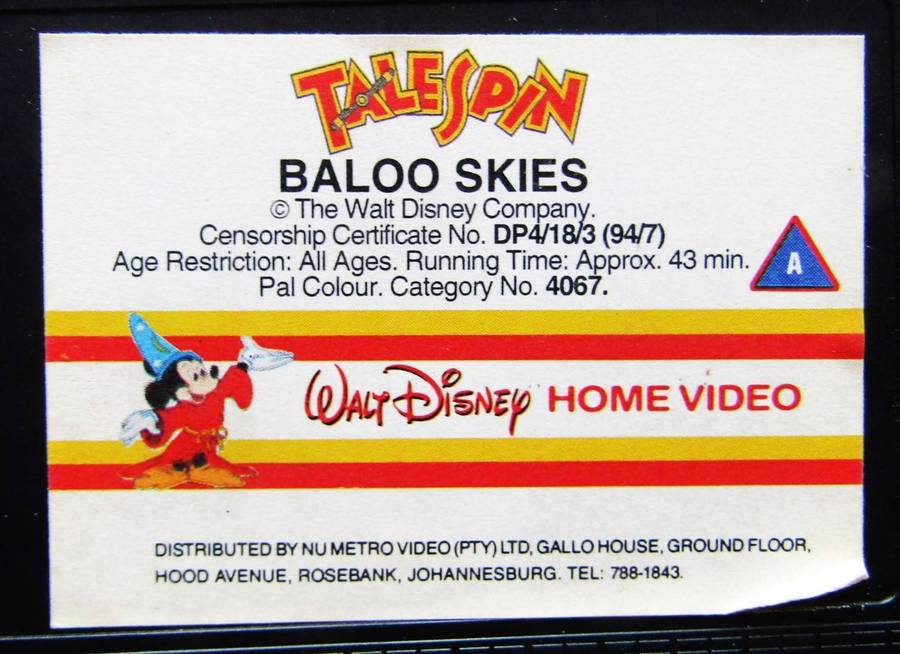 TALESPIN
BALOO SKIES
© The Walt Disney Company.
Censorship Certificate No. DP4/18/3 (94/7)
Age Restriction: All Ages. Running Time: Approx. 43 min.
A
Pal Colour. Category No. 4067.
WALT DISNEY HOME VIDEO
DISTRIBUTED BY NU METRO VIDEO (PTY) LTD, GALLO HOUSE, GROUND FLOOR,
HOOD AVENUE, ROSEBANK, JOHANNESBURG. TEL: 788-1843.